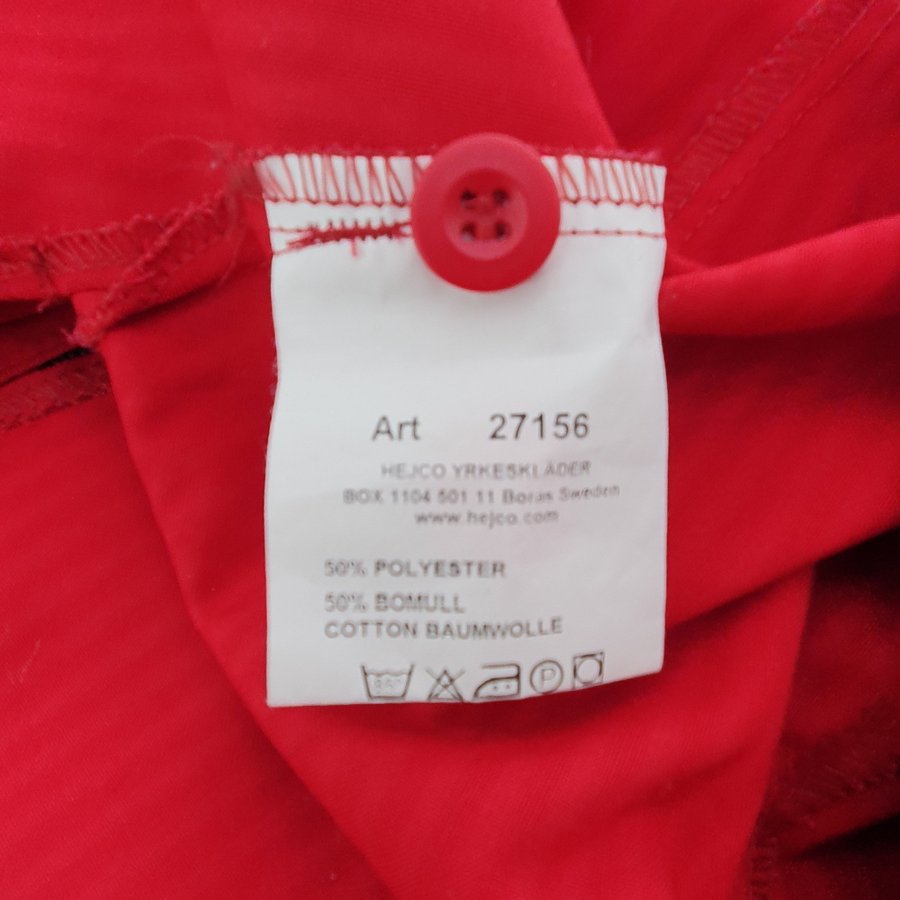 Art 27156
HEJCO YRKESKLÄDER
BOX 1104 501 11 Borås Sweden
www.hejco.com
50% POLYESTER
50% BOMULL
COTTON BAUMWOLLE
P